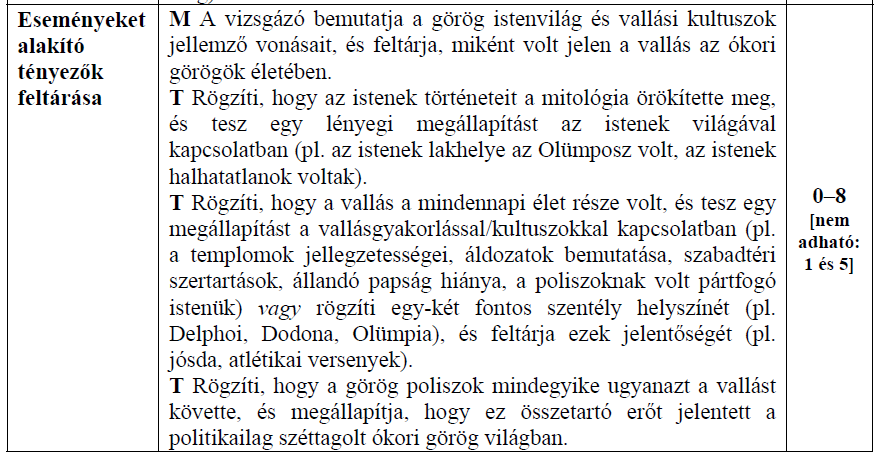 Eseményeket
alakító
tényezők
feltárása
M A vizsgázó bemutatja a görög istenvilág és vallási kultuszok
jellemző vonásait, és feltárja, miként volt jelen a vallás az ókori
görögök életében.
T Rögzíti, hogy az istenek történeteit a mitológia örökítette meg,
és tesz egy lényegi megállapítást az istenek világával
kapcsolatban (pl. az istenek lakhelye az Olümposz volt, az istenek
halhatatlanok voltak).
T Rögzíti, hogy a vallás a mindennapi élet része volt, és tesz egy
megállapítást a vallásgyakorlással/kultuszokkal kapcsolatban (pl.
a templomok jellegzetességei, áldozatok bemutatása, szabadtéri
szertartások, állandó papság hiánya, a poliszoknak volt pártfogó
istenük) vagy rögzíti egy-két fontos szentély helyszínét (pl.
Delphoi, Dodona, Olümpia), és feltárja ezek jelentőségét (pl.
jósda, atlétikai versenyek).
T Rögzíti, hogy a görög poliszok mindegyike ugyanazt a vallást
követte, és megállapítja, hogy ez összetartó erőt jelentett a
politikailag széttagolt ókori görög világban.
0–8
[nem
adható:
1 és 5]